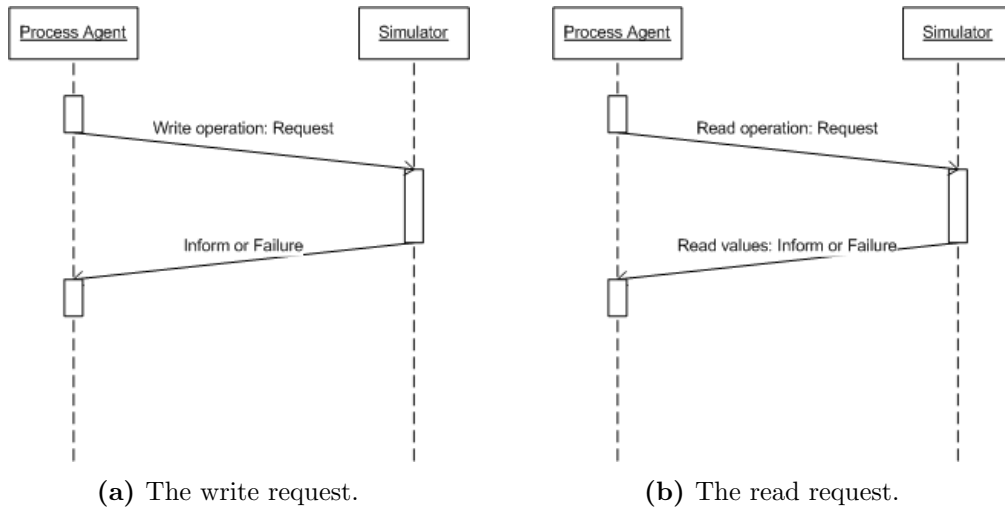 Process Agent
Simulator
Write operation: Request
Inform or Failure
(a) The write request.
Process Agent
Simulator
Read operation: Request
Read values: Inform or Failure
(b) The read request.